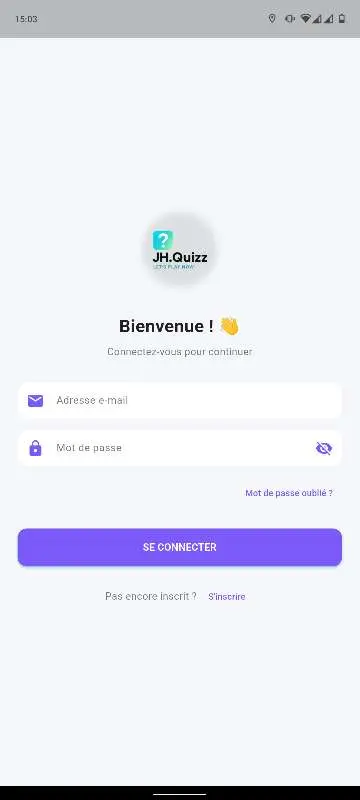 15:03
?
JH.Quizz
LET'S PLAY NOW
Bienvenue ! 👋
Connectez-vous pour continuer
Adresse e-mail
Mot de passe
Mot de passe oublié ?
SE CONNECTER
Pas encore inscrit ? S'inscrire